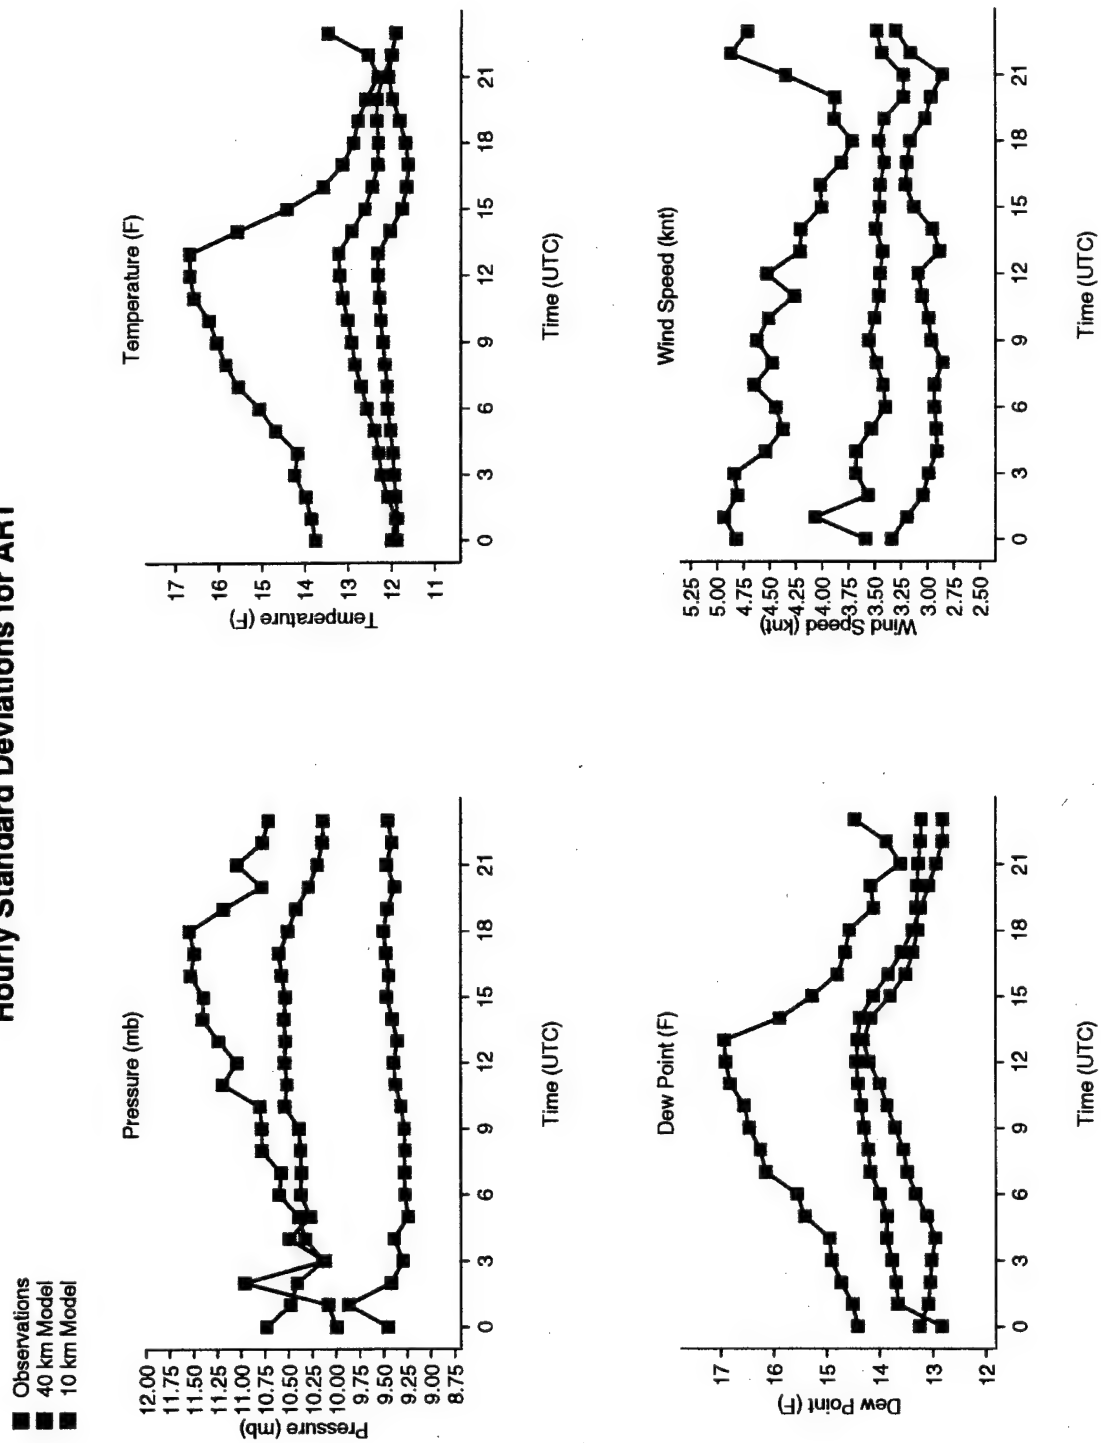 Hourly Standard Deviations for ART
Observations
40 km Model
10 km Model
Pressure (mb)
12.00
11.75
11.50
11.25
11.00
10.75
10.50
10.25
10.00
9.75
9.50
9.25
9.00
8.75
Pressure (mb)
0 3 6 9 12 15 18 21
Time (UTC)
Temperature (F)
17
16
15
14
13
12
11
Temperature (F)
0 3 6 9 12 15 18 21
Time (UTC)
Dew Point (F)
17
16
15
14
13
12
Dew Point (F)
0 3 6 9 12 15 18 21
Time (UTC)
Wind Speed (knt)
5.25
5.00
4.75
4.50
4.25
4.00
3.75
3.50
3.25
3.00
2.75
2.50
Wind Speed (knt)
0 3 6 9 12 15 18 21
Time (UTC)